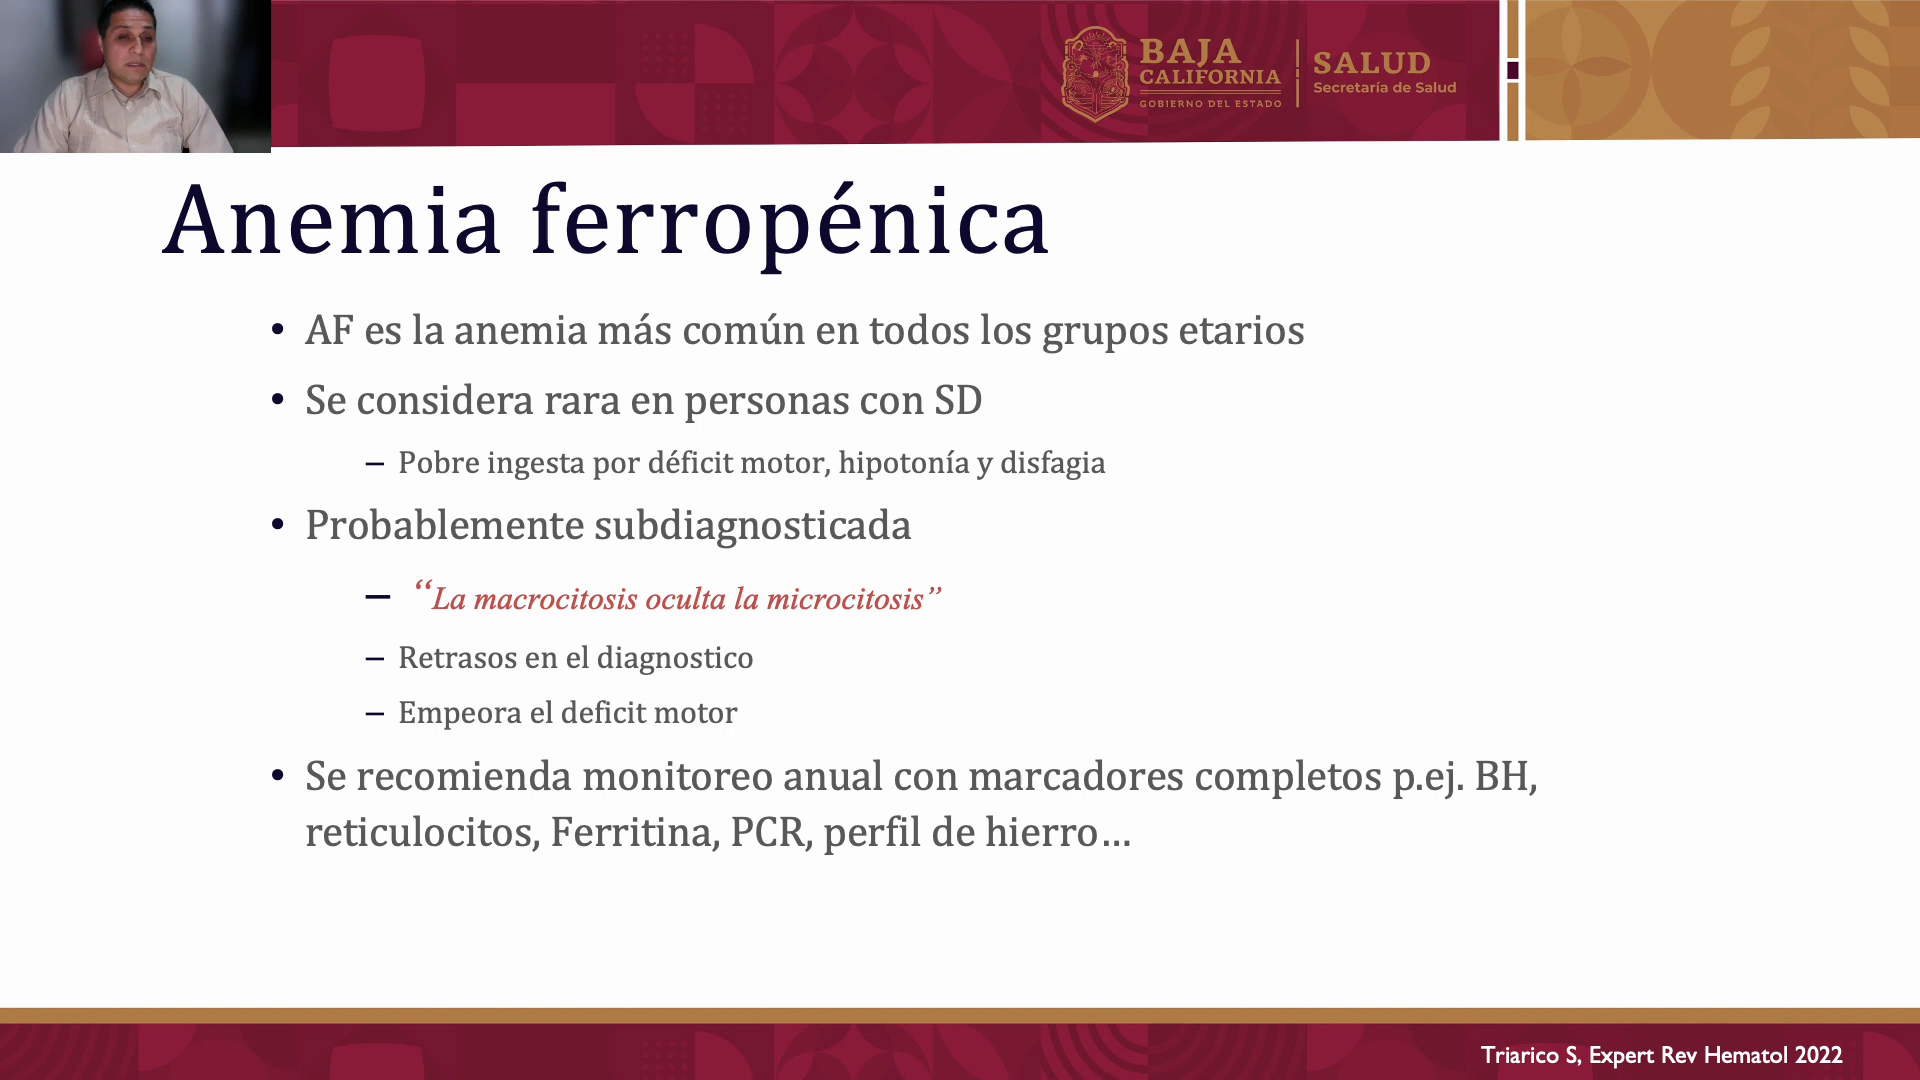 BAJA
CALIFORNIA
GOBIERNO DEL ESTADO
SALUD
Secretaría de Salud
Anemia ferropénica
• AF es la anemia más común en todos los grupos etarios
• Se considera rara en personas con SD
– Pobre ingesta por déficit motor, hipotonía y disfagia
• Probablemente subdiagnosticada
– “La macrocitosis oculta la microcitosis”
– Retrasos en el diagnostico
– Empeora el deficit motor
• Se recomienda monitoreo anual con marcadores completos p.ej. BH,
reticulocitos, Ferritina, PCR, perfil de hierro…
Triarico S, Expert Rev Hematol 2022